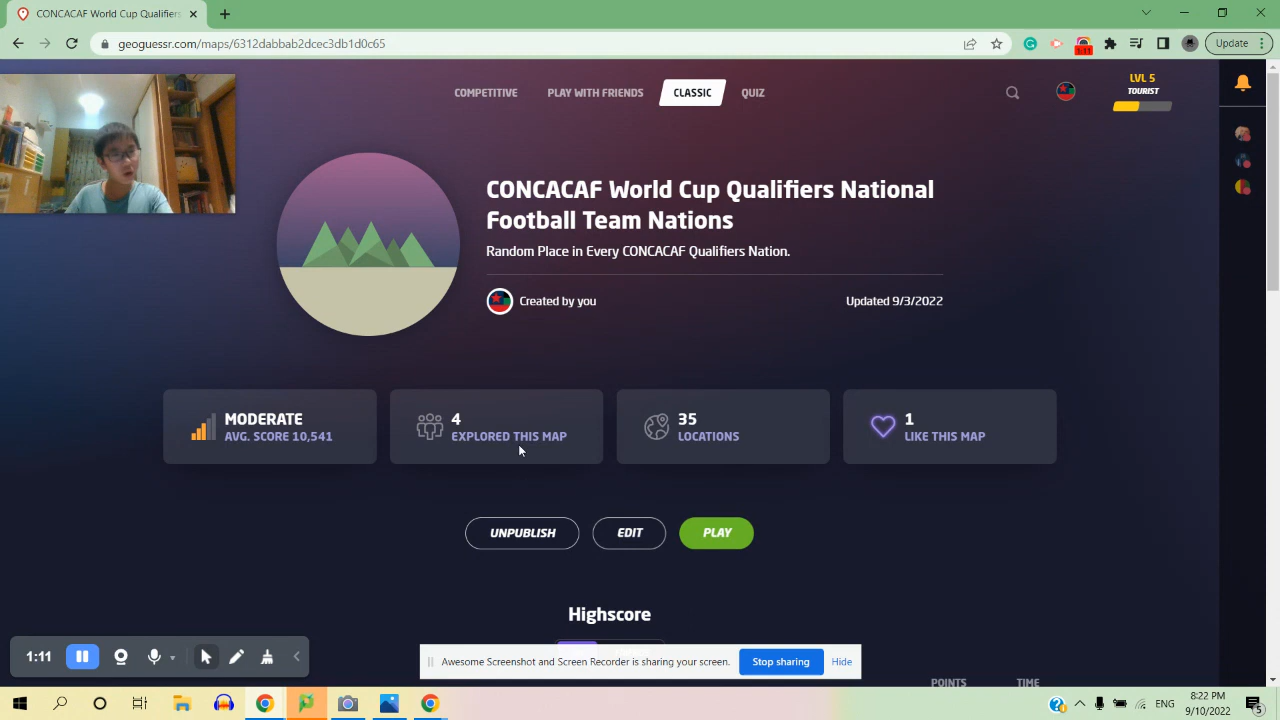 CONCACAF World Cup Qualifiers
geoguessr.com/maps/6312dabbab2dcec3db1d0c65
3:11
Update
COMPETITIVE
PLAY WITH FRIENDS
CLASSIC
QUIZ
LVL 5
TOURIST
CONCACAF World Cup Qualifiers National
Football Team Nations
Random Place in Every CONCACAF Qualifiers Nation.
Created by you
Updated 9/3/2022
MODERATE
AVG. SCORE 10,541
4
EXPLORED THIS MAP
35
LOCATIONS
1
LIKE THIS MAP
UNPUBLISH
EDIT
PLAY
Highscore
1:11
Awesome Screenshot and Screen Recorder is sharing your screen.
Stop sharing
Hide
POINTS
TIME
8:22 PM
9/10/2022
5